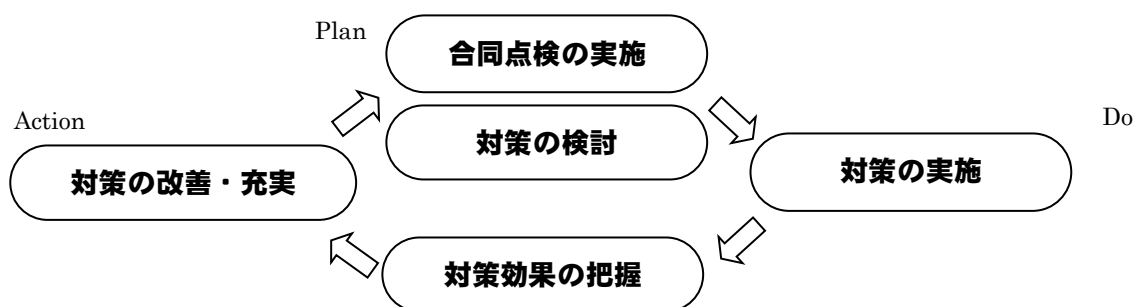 Plan
合同点検の実施
対策の検討
Action
対策の改善・充実
Do
対策の実施
対策効果の把握